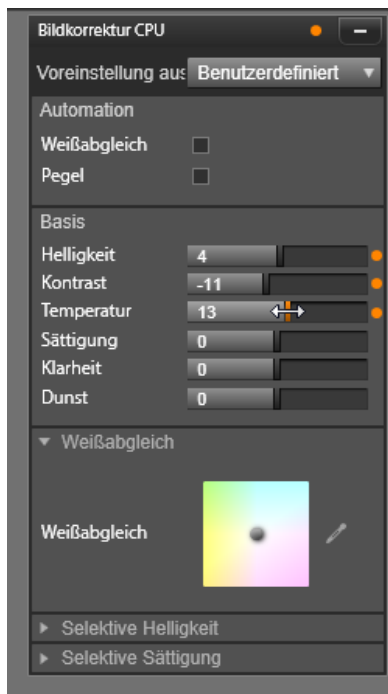 Bildkorrektur CPU
Voreinstellung aus Benutzerdefiniert
Automation
Weißabgleich
Pegel
Basis
Helligkeit 4
Kontrast -11
Temperatur 13
Sättigung 0
Klarheit 0
Dunst 0
Weißabgleich
Weißabgleich
Selektive Helligkeit
Selektive Sättigung